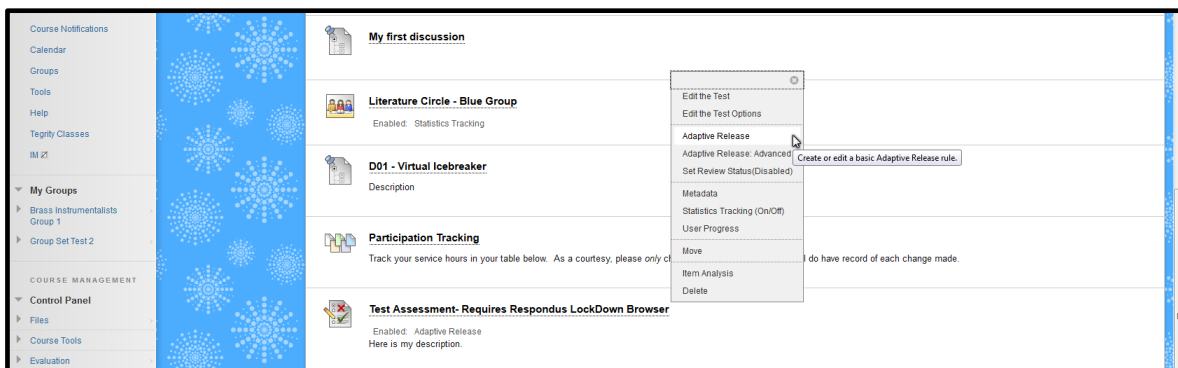 Course Notifications
Calendar
Groups
Tools
Help
Tegrity Classes
IM
My Groups
Brass Instrumentalists
Group 1
Group Set Test 2
COURSE MANAGEMENT
Control Panel
Files
Course Tools
Evaluation
My first discussion
Literature Circle - Blue Group
Enabled: Statistics Tracking
D01 - Virtual Icebreaker
Description
Participation Tracking
Track your service hours in your table below. As a courtesy, please only ch
I do have record of each change made.
Test Assessment- Requires Respondus LockDown Browser
Enabled: Adaptive Release
Here is my description.
Edit the Test
Edit the Test Options
Adaptive Release
Adaptive Release: Advanced
Create or edit a basic Adaptive Release rule.
Set Review Status(Disabled)
Metadata
Statistics Tracking (On/Off)
User Progress
Move
Item Analysis
Delete